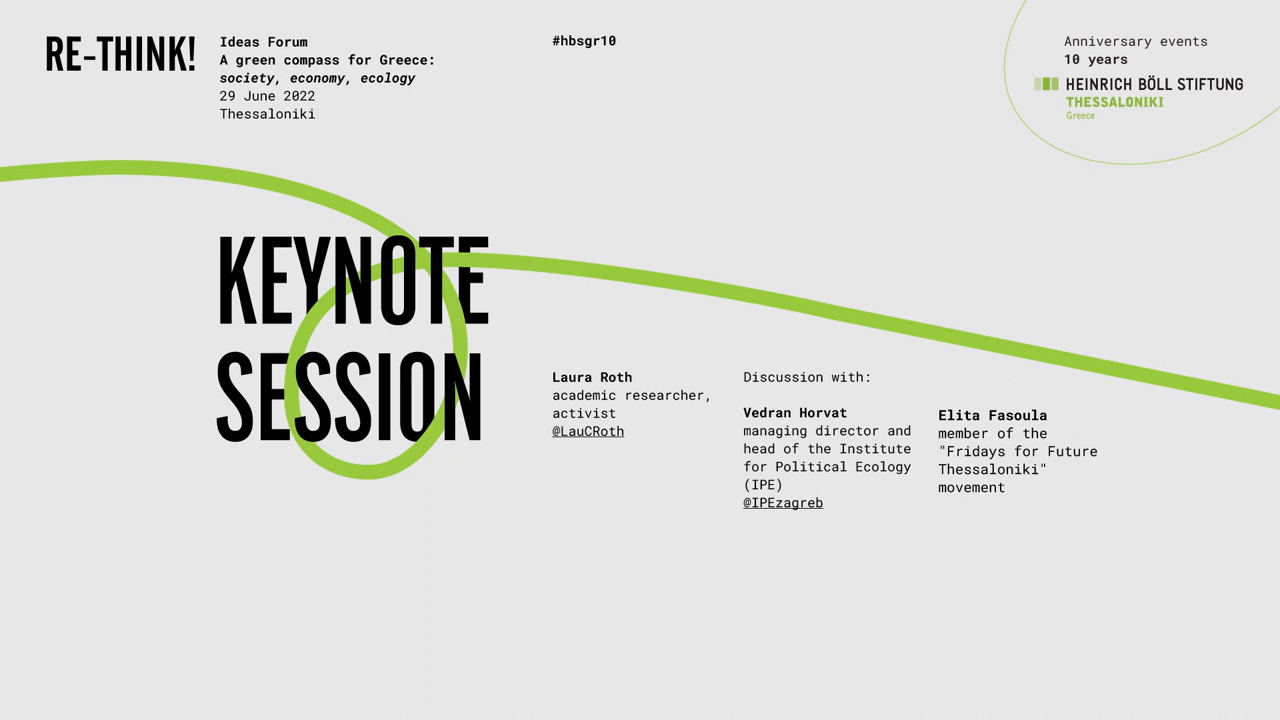 RE-THINK!
Ideas Forum
A green compass for Greece:
society, economy, ecology
29 June 2022
Thessaloniki
#hbsgr10
Anniversary events
10 years
HEINRICH BÖLL STIFTUNG
THESSALONIKI
Greece
KEYNOTE
SESSION
Laura Roth
academic researcher,
activist
@LauCRoth
Discussion with:
Vedran Horvat
managing director and
head of the Institute
for Political Ecology
(IPE)
@IPEzagreb
Elita Fasoula
member of the
"Fridays for Future
Thessaloniki"
movement